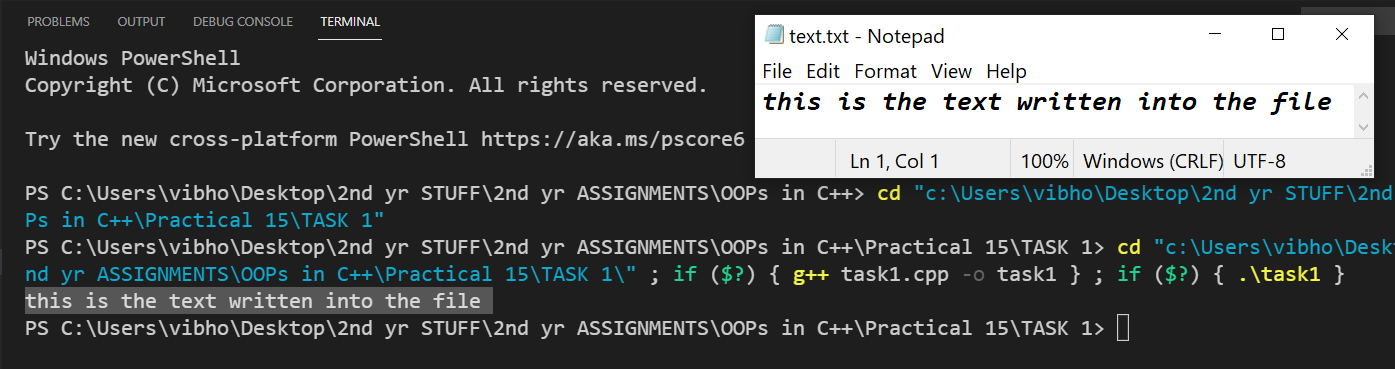 PROBLEMS OUTPUT DEBUG CONSOLE TERMINAL
Windows PowerShell
Copyright (C) Microsoft Corporation. All rights reserved.
Try the new cross-platform PowerShell https://aka.ms/pscore6
text.txt - Notepad
File Edit Format View Help
this is the text written into the file
Ln 1, Col 1 100% Windows (CRLF) UTF-8
PS C:\Users\vibho\Desktop\2nd yr STUFF\2nd yr ASSIGNMENTS\OOPs in C++> cd "c:\Users\vibho\Desktop\2nd yr STUFF\2nd
Ps in C++\Practical 15\TASK 1"
PS C:\Users\vibho\Desktop\2nd yr STUFF\2nd yr ASSIGNMENTS\OOPs in C++\Practical 15\TASK 1> cd "c:\Users\vibho\Desk
nd yr ASSIGNMENTS\OOPs in C++\Practical 15\TASK 1\" ; if ($?) { g++ task1.cpp -o task1 } ; if ($?) { .\task1 }
this is the text written into the file
PS C:\Users\vibho\Desktop\2nd yr STUFF\2nd yr ASSIGNMENTS\OOPs in C++\Practical 15\TASK 1>